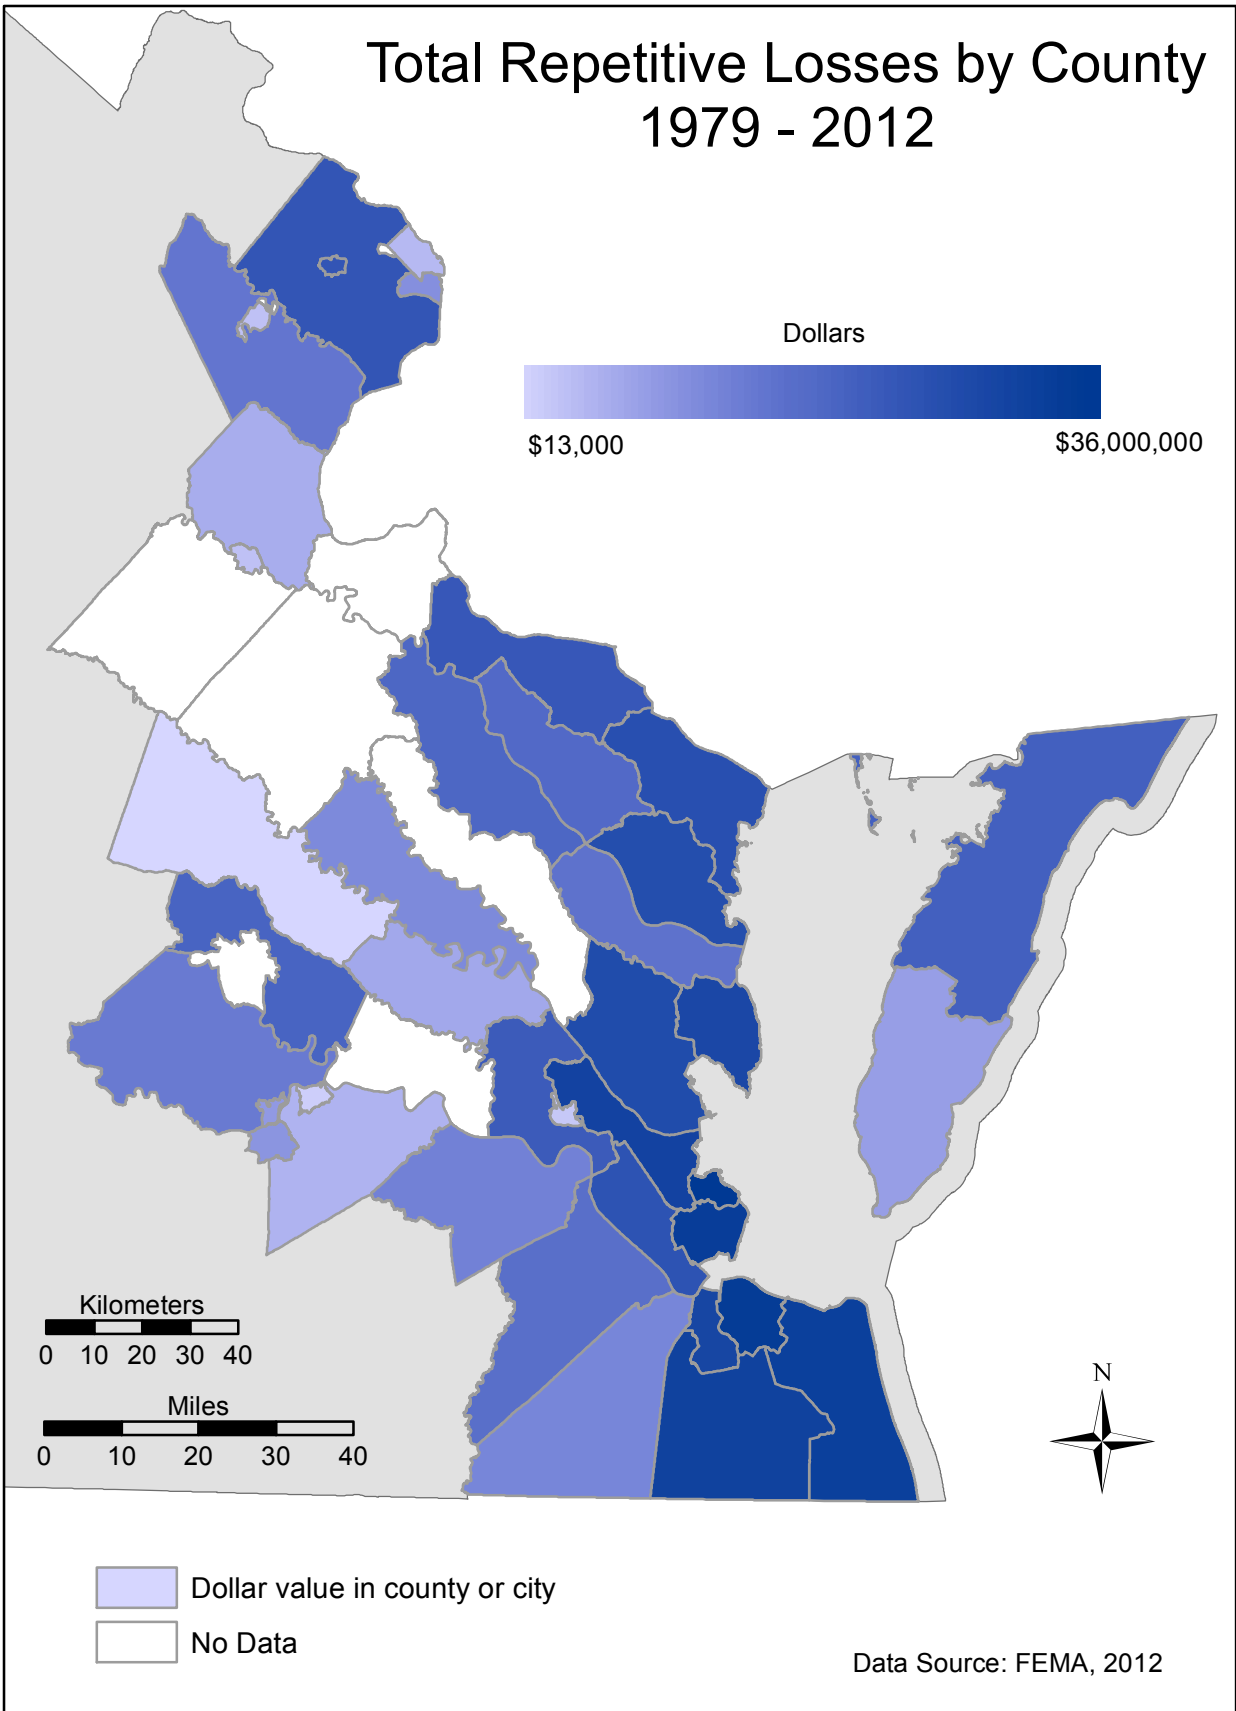 Total Repetitive Losses by County
1979 - 2012
Dollars
$13,000
$36,000,000
Kilometers
0 10 20 30 40
Miles
0 10 20 30 40
N
Dollar value in county or city
No Data
Data Source: FEMA, 2012